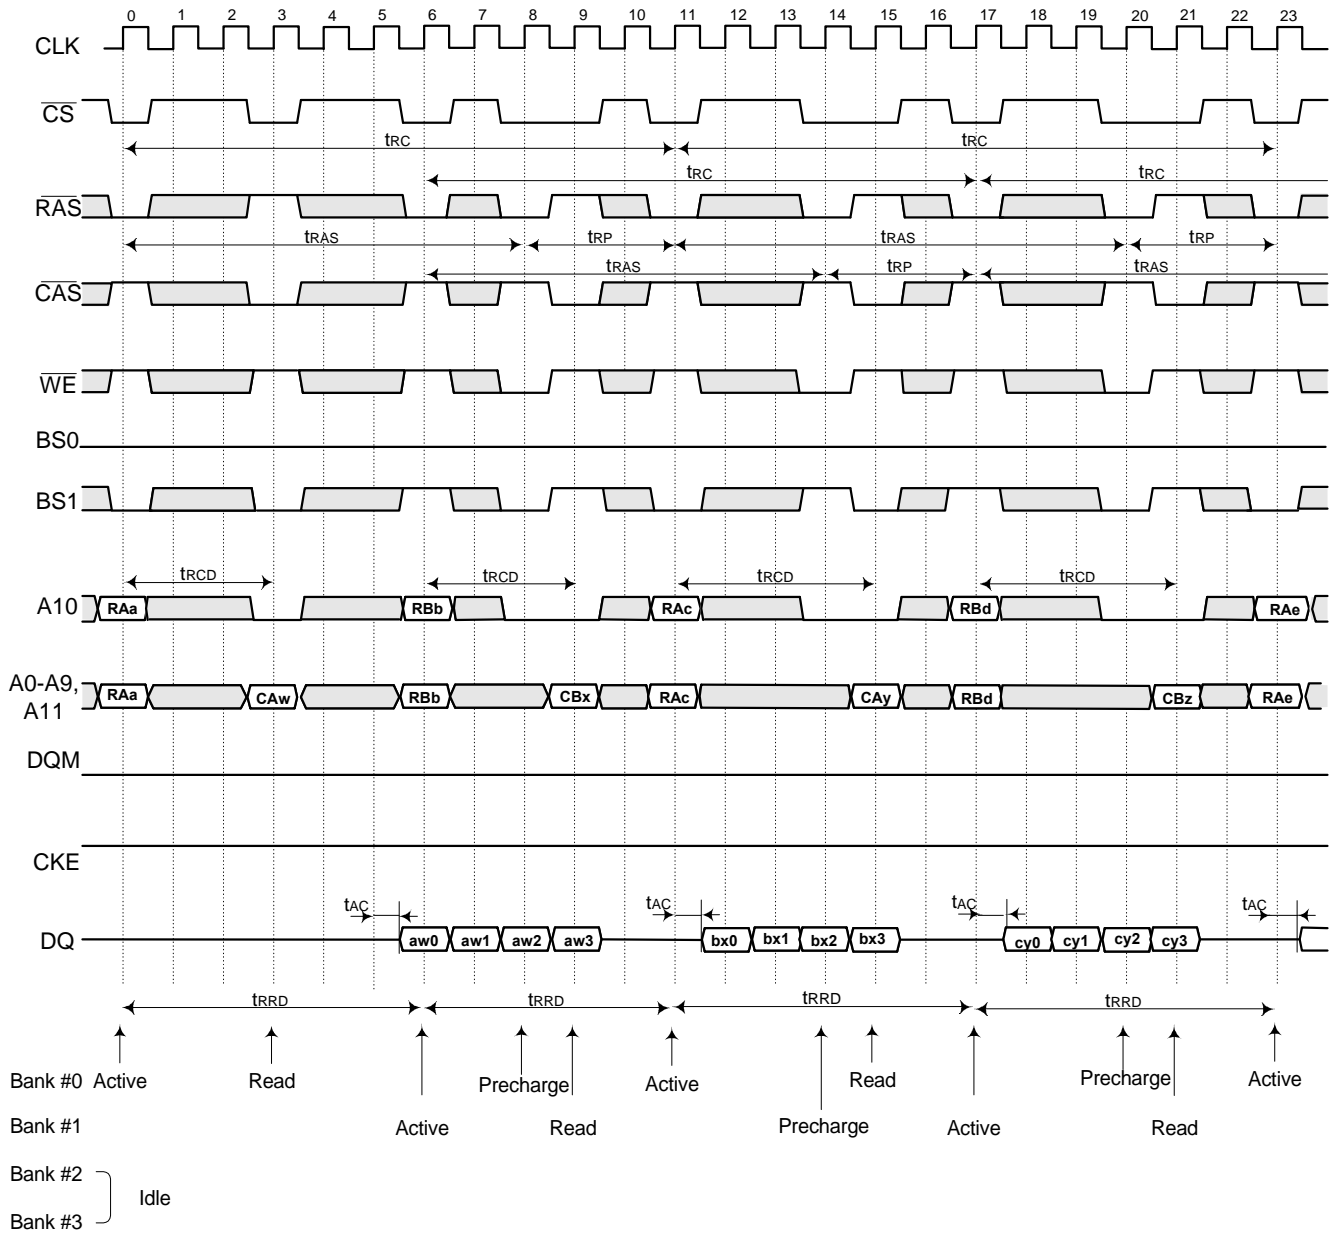 0 1 2 3 4 5 6 7 8 9 10 11 12 13 14 15 16 17 18 19 20 21 22 23
CLK
CS
tRC tRC
tRC tRC
RAS
tRAS tRP tRAS tRP
tRAS tRP tRAS
CAS
WE
BS0
BS1
tRCD tRCD tRCD tRCD
A10 RAa RBb RAc RBd RAe
A0-A9,
A11 RAa CAw RBb CBx RAc CAy RBd CBz RAe
DQM
CKE
tAC tAC tAC tAC
DQ aw0 aw1 aw2 aw3 bx0 bx1 bx2 bx3 cy0 cy1 cy2 cy3
tRRD tRRD tRRD tRRD
Bank #0 Active Read Precharge Active Read Precharge Active
Bank #1 Active Read Precharge Active Read
Bank #2
Idle
Bank #3